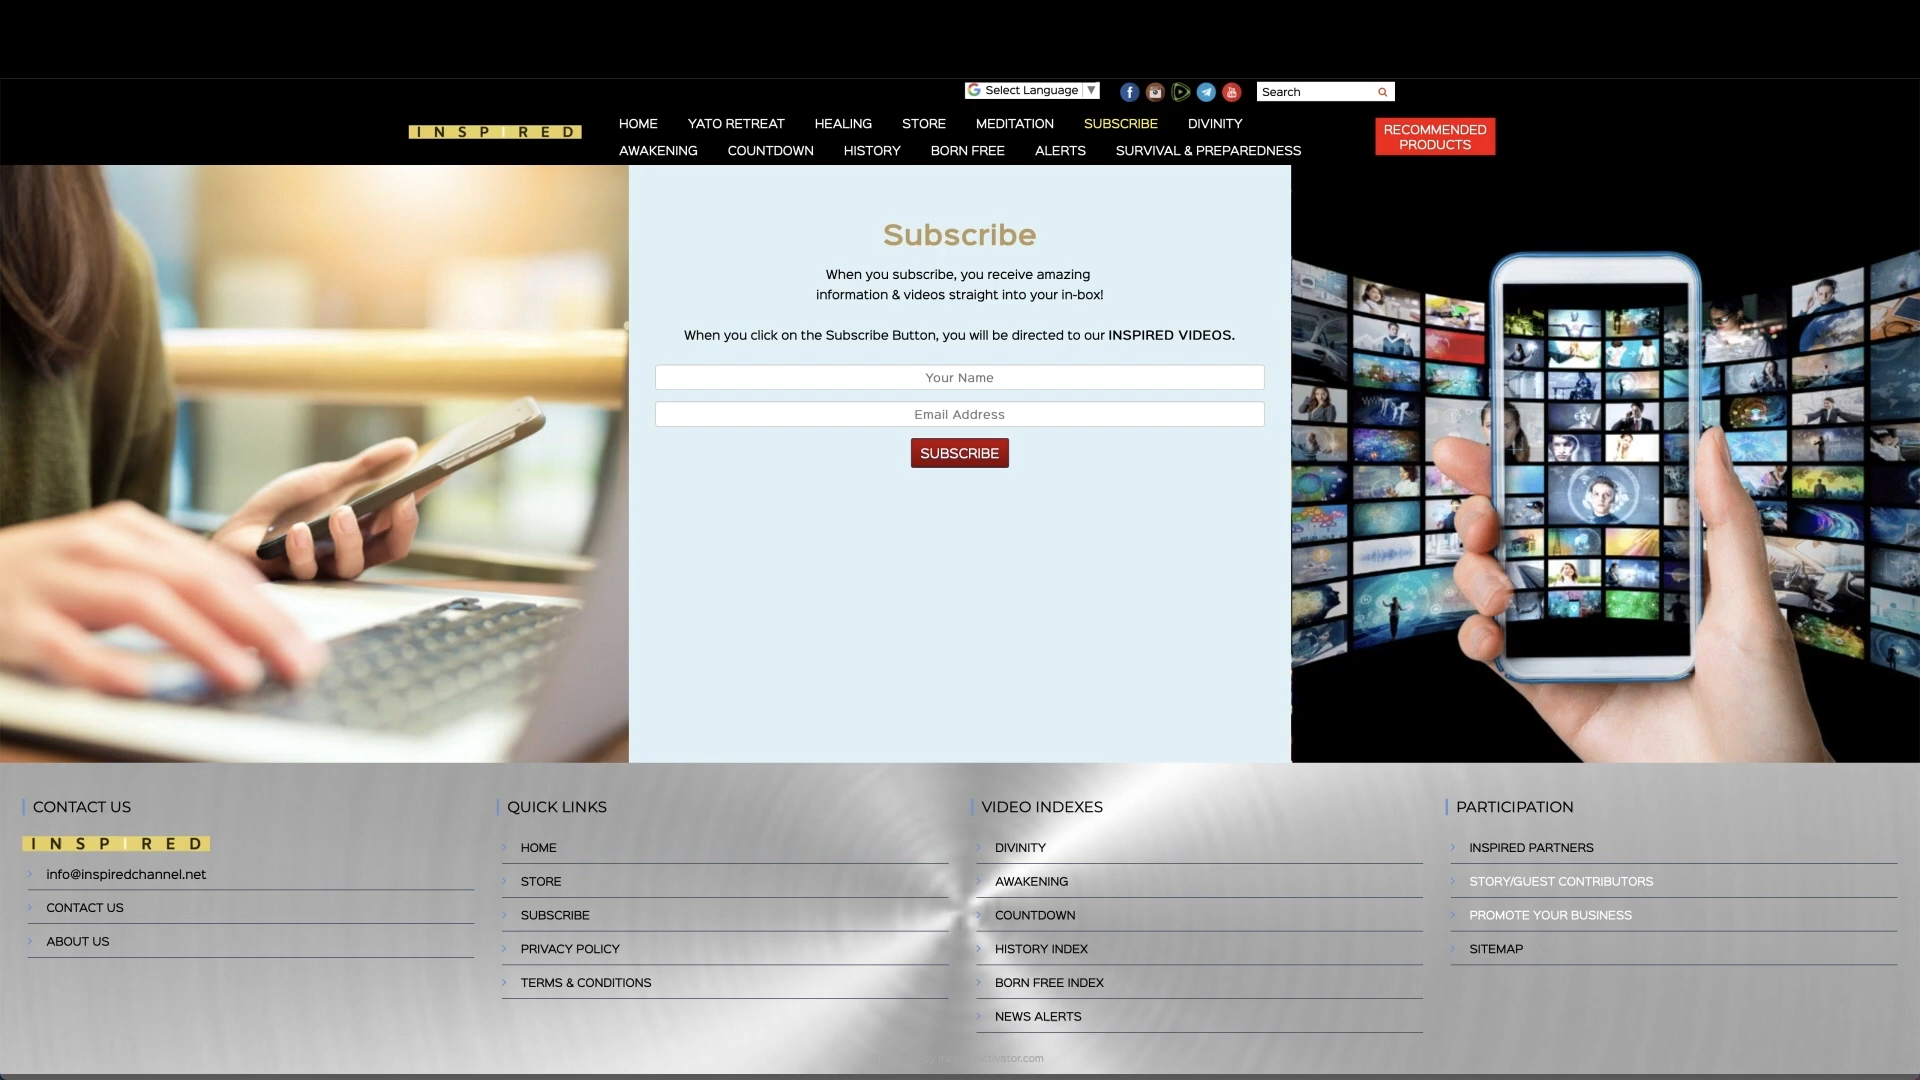 Select Language ▼
Search
INSPIRED
HOME YATO RETREAT HEALING STORE MEDITATION SUBSCRIBE DIVINITY
AWAKENING COUNTDOWN HISTORY BORN FREE ALERTS SURVIVAL & PREPAREDNESS
RECOMMENDED
PRODUCTS
Subscribe
When you subscribe, you receive amazing
information & videos straight into your in-box!
When you click on the Subscribe Button, you will be directed to our INSPIRED VIDEOS.
Your Name
Email Address
SUBSCRIBE
CONTACT US
INSPIRED
info@inspiredchannel.net
CONTACT US
ABOUT US
QUICK LINKS
HOME
STORE
SUBSCRIBE
PRIVACY POLICY
TERMS & CONDITIONS
VIDEO INDEXES
DIVINITY
AWAKENING
COUNTDOWN
HISTORY INDEX
BORN FREE INDEX
NEWS ALERTS
PARTICIPATION
INSPIRED PARTNERS
STORY/GUEST CONTRIBUTORS
PROMOTE YOUR BUSINESS
SITEMAP